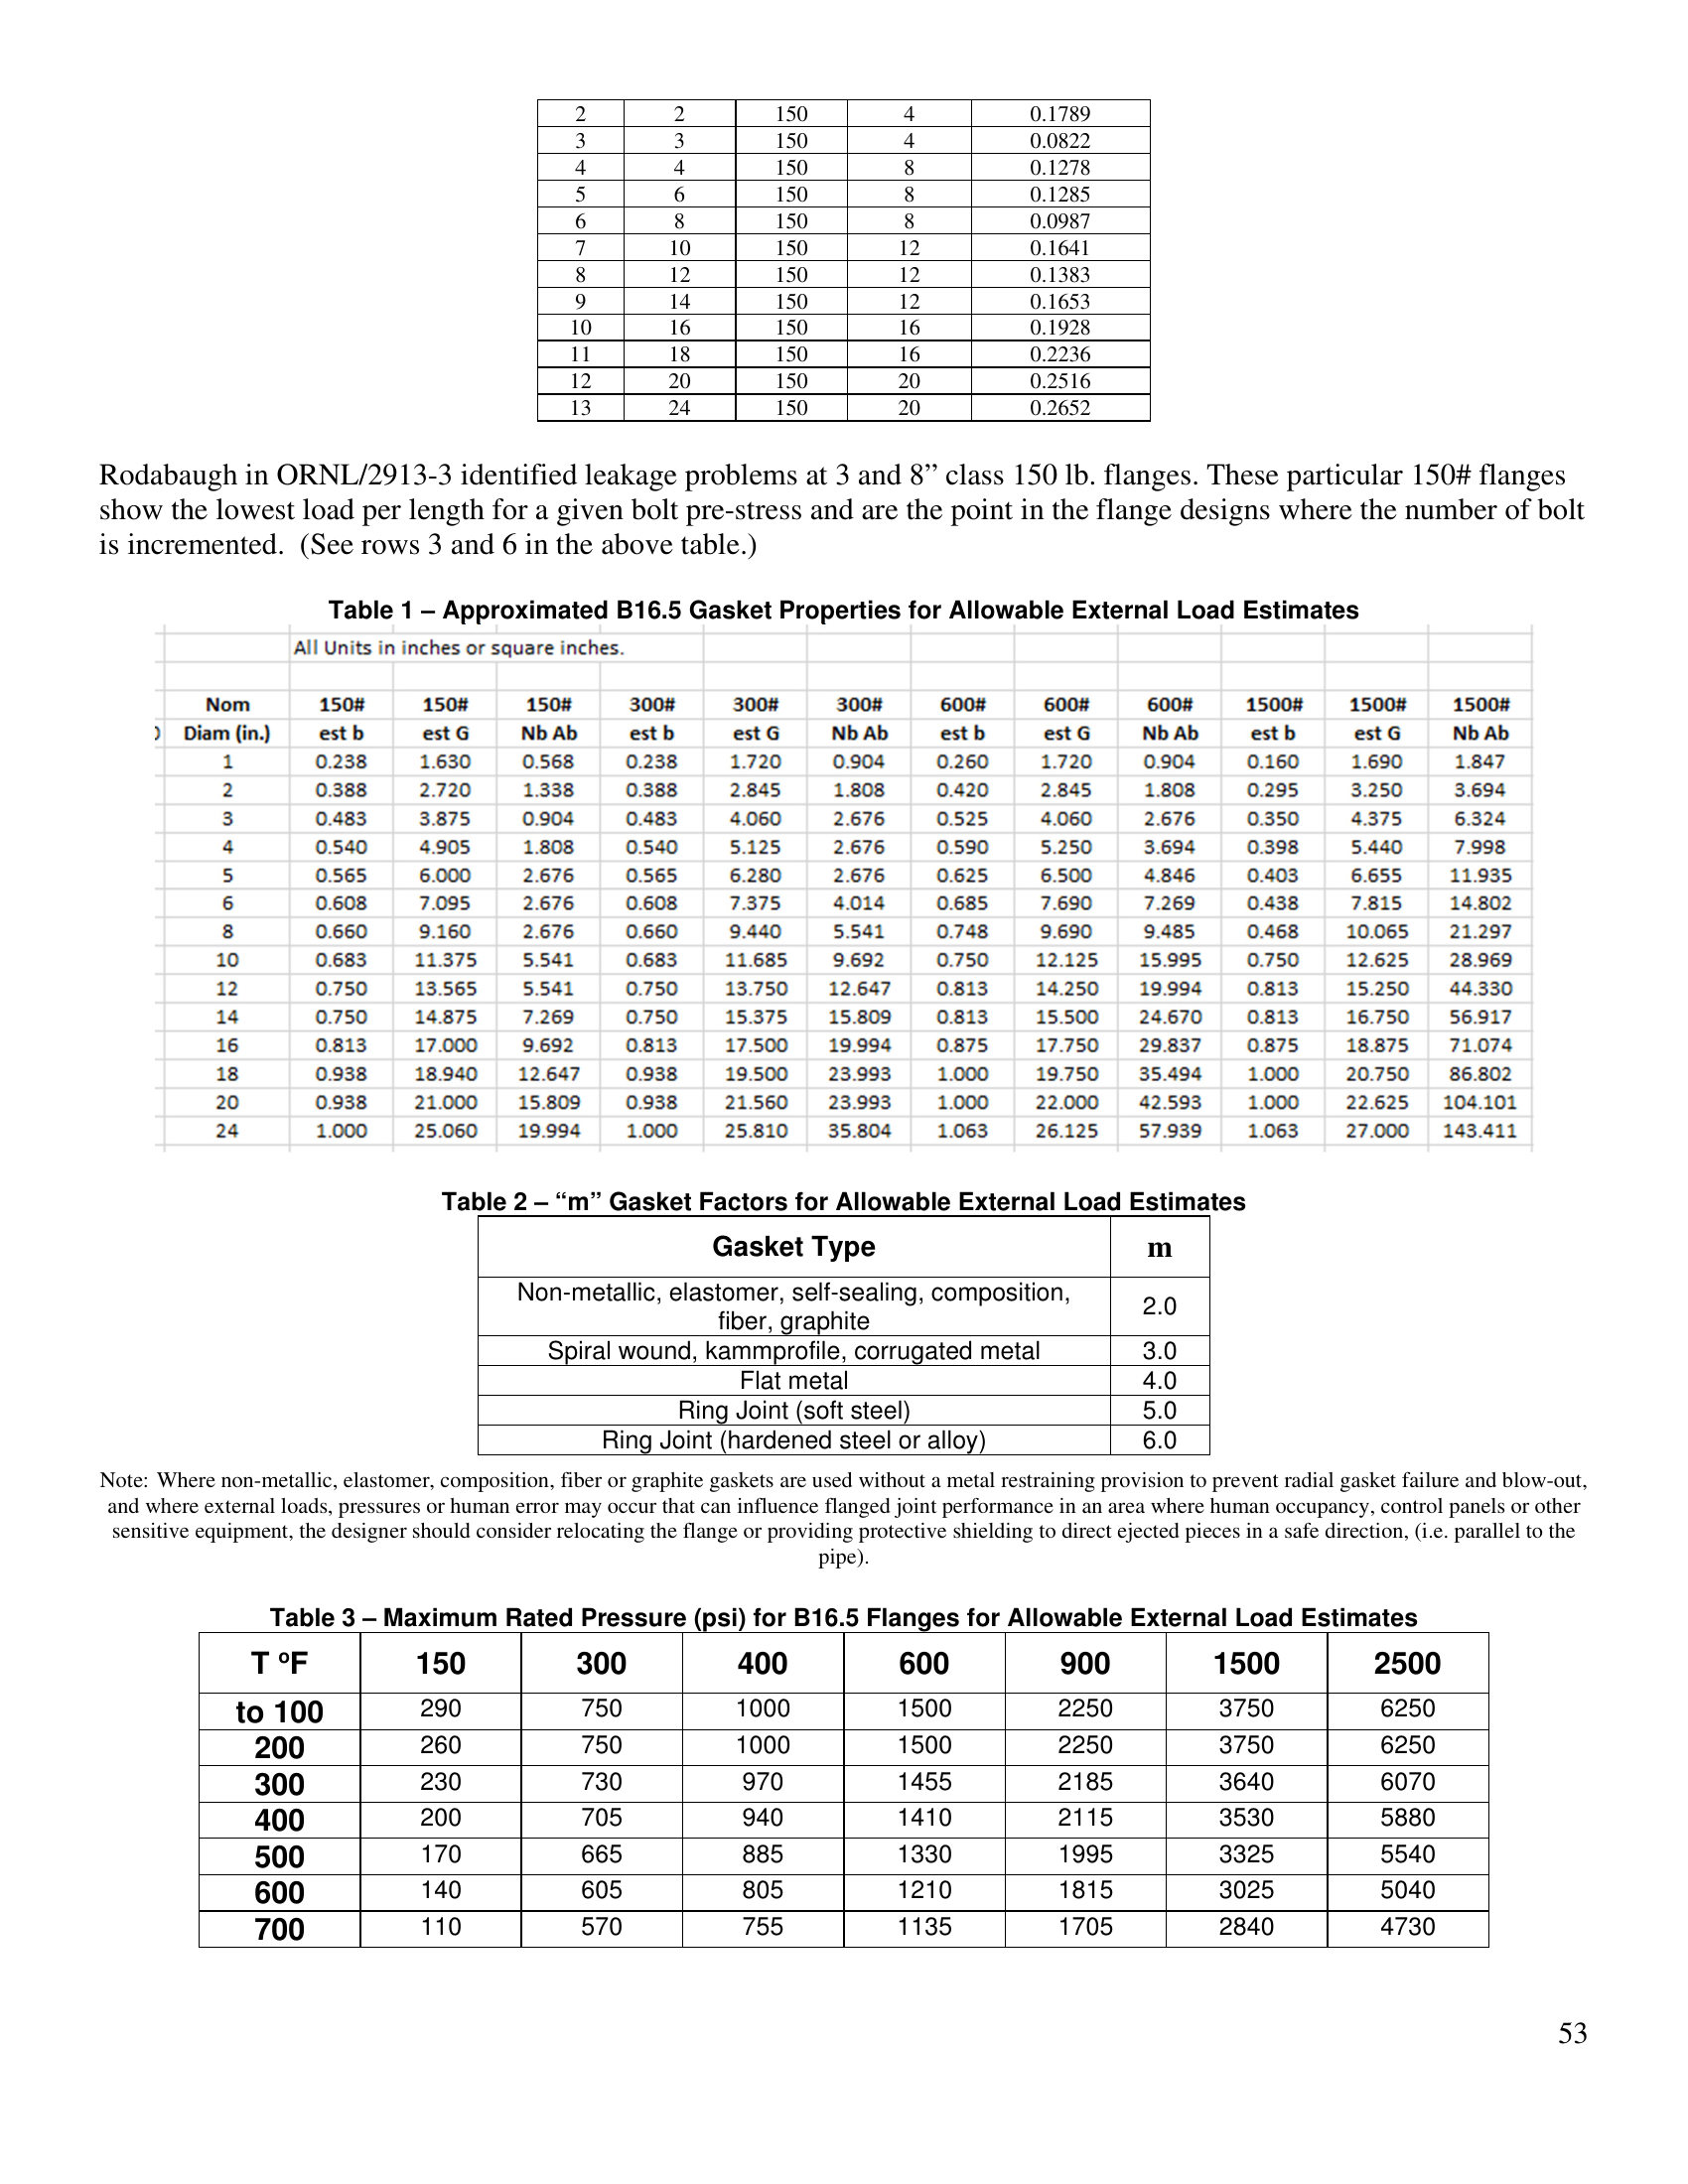 2 2 150 4 0.1789
3 3 150 4 0.0822
4 4 150 8 0.1278
5 6 150 8 0.1285
6 8 150 8 0.0987
7 10 150 12 0.1641
8 12 150 12 0.1383
9 14 150 12 0.1653
10 16 150 16 0.1928
11 18 150 16 0.2236
12 20 150 20 0.2516
13 24 150 20 0.2652
Rodabaugh in ORNL/2913-3 identified leakage problems at 3 and 8” class 150 lb. flanges. These particular 150# flanges
show the lowest load per length for a given bolt pre-stress and are the point in the flange designs where the number of bolt
is incremented. (See rows 3 and 6 in the above table.)
Table 1 – Approximated B16.5 Gasket Properties for Allowable External Load Estimates
All Units in inches or square inches.
Nom 150# 150# 150# 300# 300# 300# 600# 600# 600# 1500# 1500# 1500#
Diam (in.) est b est G Nb Ab est b est G Nb Ab est b est G Nb Ab est b est G Nb Ab
1 0.238 1.630 0.568 0.238 1.720 0.904 0.260 1.720 0.904 0.160 1.690 1.847
2 0.388 2.720 1.338 0.388 2.845 1.808 0.420 2.845 1.808 0.295 3.250 3.694
3 0.483 3.875 0.904 0.483 4.060 2.676 0.525 4.060 2.676 0.350 4.375 6.324
4 0.540 4.905 1.808 0.540 5.125 2.676 0.590 5.250 3.694 0.398 5.440 7.998
5 0.565 6.000 2.676 0.565 6.280 2.676 0.625 6.500 4.846 0.403 6.655 11.935
6 0.608 7.095 2.676 0.608 7.375 4.014 0.685 7.690 7.269 0.438 7.815 14.802
8 0.660 9.160 2.676 0.660 9.440 5.541 0.748 9.690 9.485 0.468 10.065 21.297
10 0.683 11.375 5.541 0.683 11.685 9.692 0.750 12.125 15.995 0.750 12.625 28.969
12 0.750 13.565 5.541 0.750 13.750 12.647 0.813 14.250 19.994 0.813 15.250 44.330
14 0.750 14.875 7.269 0.750 15.375 15.809 0.813 15.500 24.670 0.813 16.750 56.917
16 0.813 17.000 9.692 0.813 17.500 19.994 0.875 17.750 29.837 0.875 18.875 71.074
18 0.938 18.940 12.647 0.938 19.500 23.993 1.000 19.750 35.494 1.000 20.750 86.802
20 0.938 21.000 15.809 0.938 21.560 23.993 1.000 22.000 42.593 1.000 22.625 104.101
24 1.000 25.060 19.994 1.000 25.810 35.804 1.063 26.125 57.939 1.063 27.000 143.411
Table 2 – “m” Gasket Factors for Allowable External Load Estimates
Gasket Type m
Non-metallic, elastomer, self-sealing, composition,
fiber, graphite 2.0
Spiral wound, kammprofile, corrugated metal 3.0
Flat metal 4.0
Ring Joint (soft steel) 5.0
Ring Joint (hardened steel or alloy) 6.0
Note: Where non-metallic, elastomer, composition, fiber or graphite gaskets are used without a metal restraining provision to prevent radial gasket failure and blow-out,
and where external loads, pressures or human error may occur that can influence flanged joint performance in an area where human occupancy, control panels or other
sensitive equipment, the designer should consider relocating the flange or providing protective shielding to direct ejected pieces in a safe direction, (i.e. parallel to the
pipe).
Table 3 – Maximum Rated Pressure (psi) for B16.5 Flanges for Allowable External Load Estimates
T ºF 150 300 400 600 900 1500 2500
to 100 290 750 1000 1500 2250 3750 6250
200 260 750 1000 1500 2250 3750 6250
300 230 730 970 1455 2185 3640 6070
400 200 705 940 1410 2115 3530 5880
500 170 665 885 1330 1995 3325 5540
600 140 605 805 1210 1815 3025 5040
700 110 570 755 1135 1705 2840 4730
53